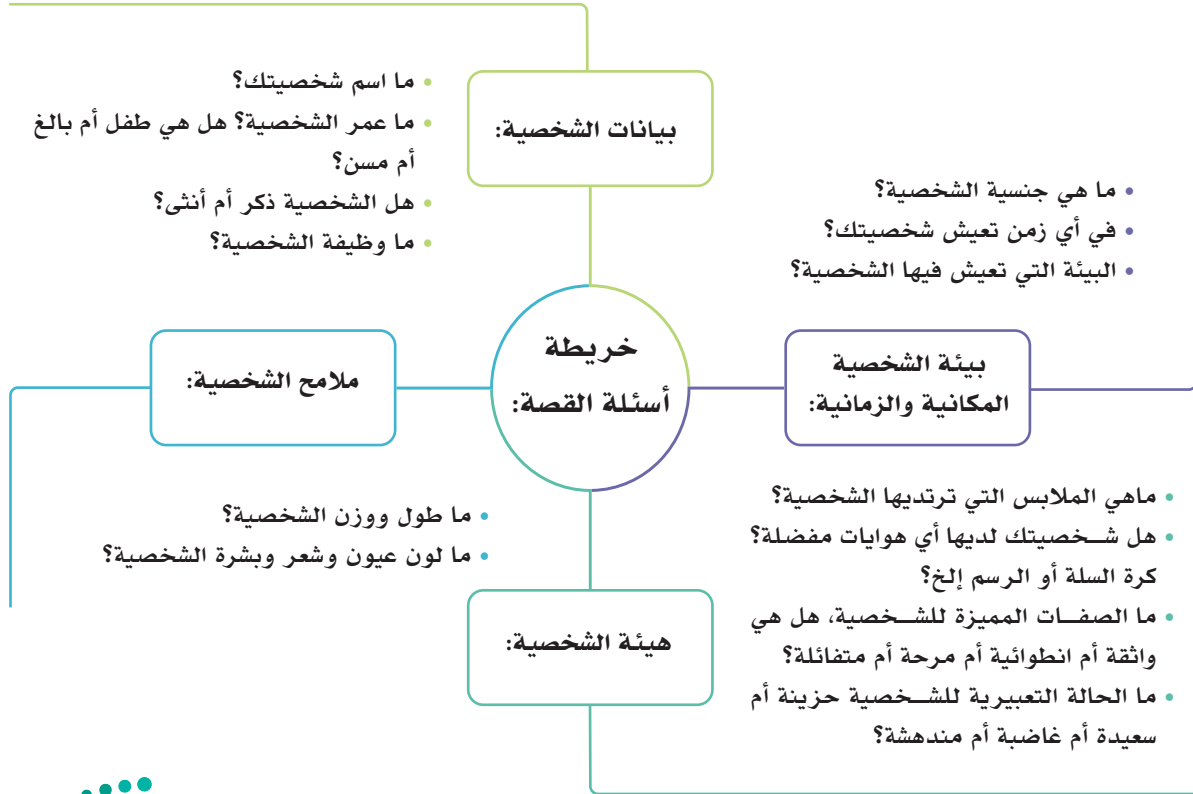 بيانات الشخصية:
• ما اسم شخصيتك؟
• ما عمر الشخصية؟ هل هي طفل أم بالغ
أم مسن؟
• هل الشخصية ذكر أم أنثى؟
• ما وظيفة الشخصية؟
• ما هي جنسية الشخصية؟
• في أي زمن تعيش شخصيتك؟
• البيئة التي تعيش فيها الشخصية؟
بيئة الشخصية
المكانية والزمانية:
خريطة
أسئلة القصة:
ملامح الشخصية:
• ما طول ووزن الشخصية؟
• ما لون عيون وشعر وبشرة الشخصية؟
هيئة الشخصية:
• ماهي الملابس التي ترتديها الشخصية؟
• هل شخصيتك لديها أي هوايات مفضلة؟
كرة السلة أو الرسم إلخ؟
• ما الصفات المميزة للشخصية، هل هي
واثقة أم انطوائية أم مرحة أم متفائلة؟
• ما الحالة التعبيرية للشخصية حزينة أم
سعيدة أم غاضبة أم مندهشة؟